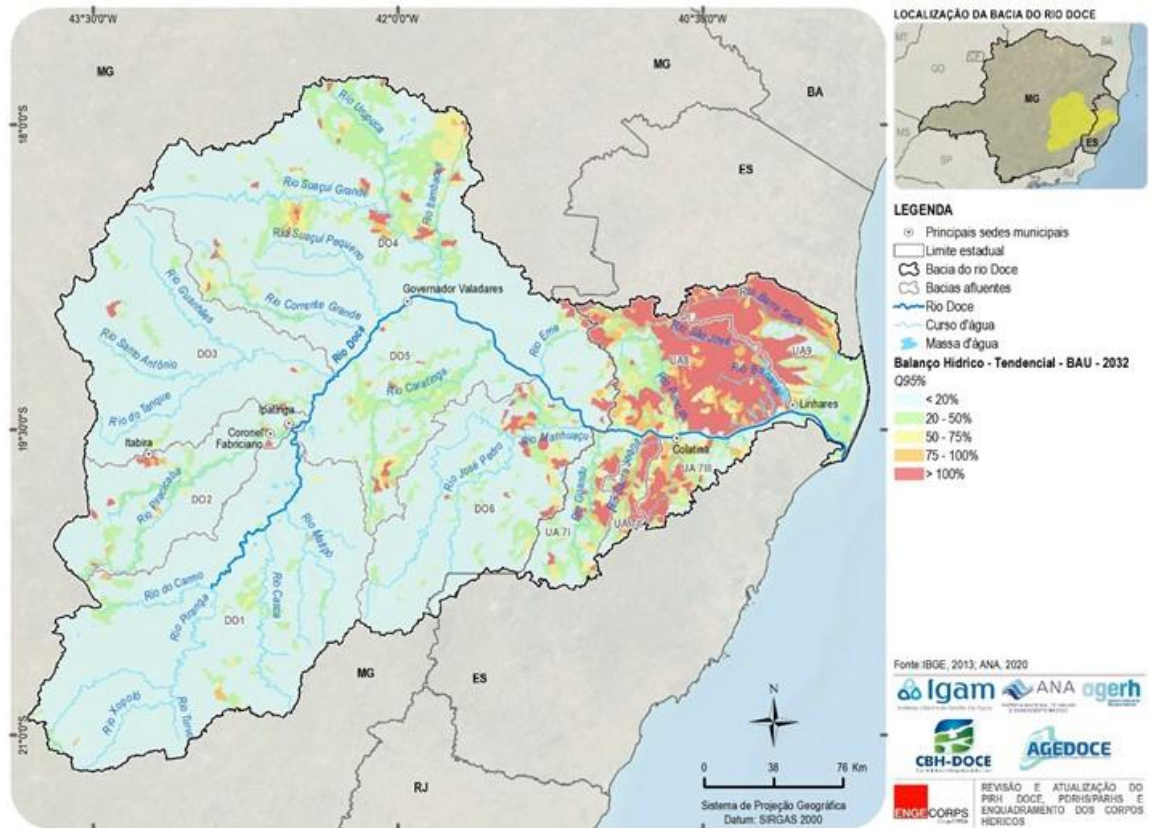 43°30'0"W
42°0'0"W
40°30'0"W
18°0'0"S
19°30'0"S
21°0'0"S
MG
MG
BA
ES
MG
ES
RJ
Rio Urupuca
Rio Itambacuri
Rio Suaçuí Grande
DO4
Rio Suaçuí Pequeno
Governador Valadares
Rio Corrente Grande
Rio Guanhães
Rio Santo Antônio
DO3
Rio do Tanque
Rio Doce
DO5
Rio Caratinga
Rio Eme
Rio Barra Seca
Rio São José
UA8
UA9
Linhares
Colatina
Ipatinga
Coronel
Fabriciano
Itabira
Rio Piracicaba
DO2
Rio Manhuaçu
Rio José Pedro
DO6
Rio Guandu
UA 7I
UA 7III
Rio Matipó
Rio Casca
Rio do Carmo
Rio Piranga
DO1
Rio Xopotó
N
0 38 76 Km
Sistema de Projeção Geográfica
Datum: SIRGAS 2000
LOCALIZAÇÃO DA BACIA DO RIO DOCE
MT
GO
BA
MG
MS
SP
ES
RJ
LEGENDA
Principais sedes municipais
Limite estadual
Bacia do rio Doce
Bacias afluentes
Rio Doce
Curso d'água
Massa d'água
Balanço Hídrico - Tendencial - BAU - 2032
Q95%
< 20%
20 - 50%
50 - 75%
75 - 100%
> 100%
Fonte:IBGE, 2013; ANA, 2020
Igam
ANA
agerh
CBH-DOCE
AGEDOCE
ENGECORPS
REVISÃO E ATUALIZAÇÃO DO
PIRH DOCE, PDRHS/PARHS E
ENQUADRAMENTO DOS CORPOS
HÍDRICOS